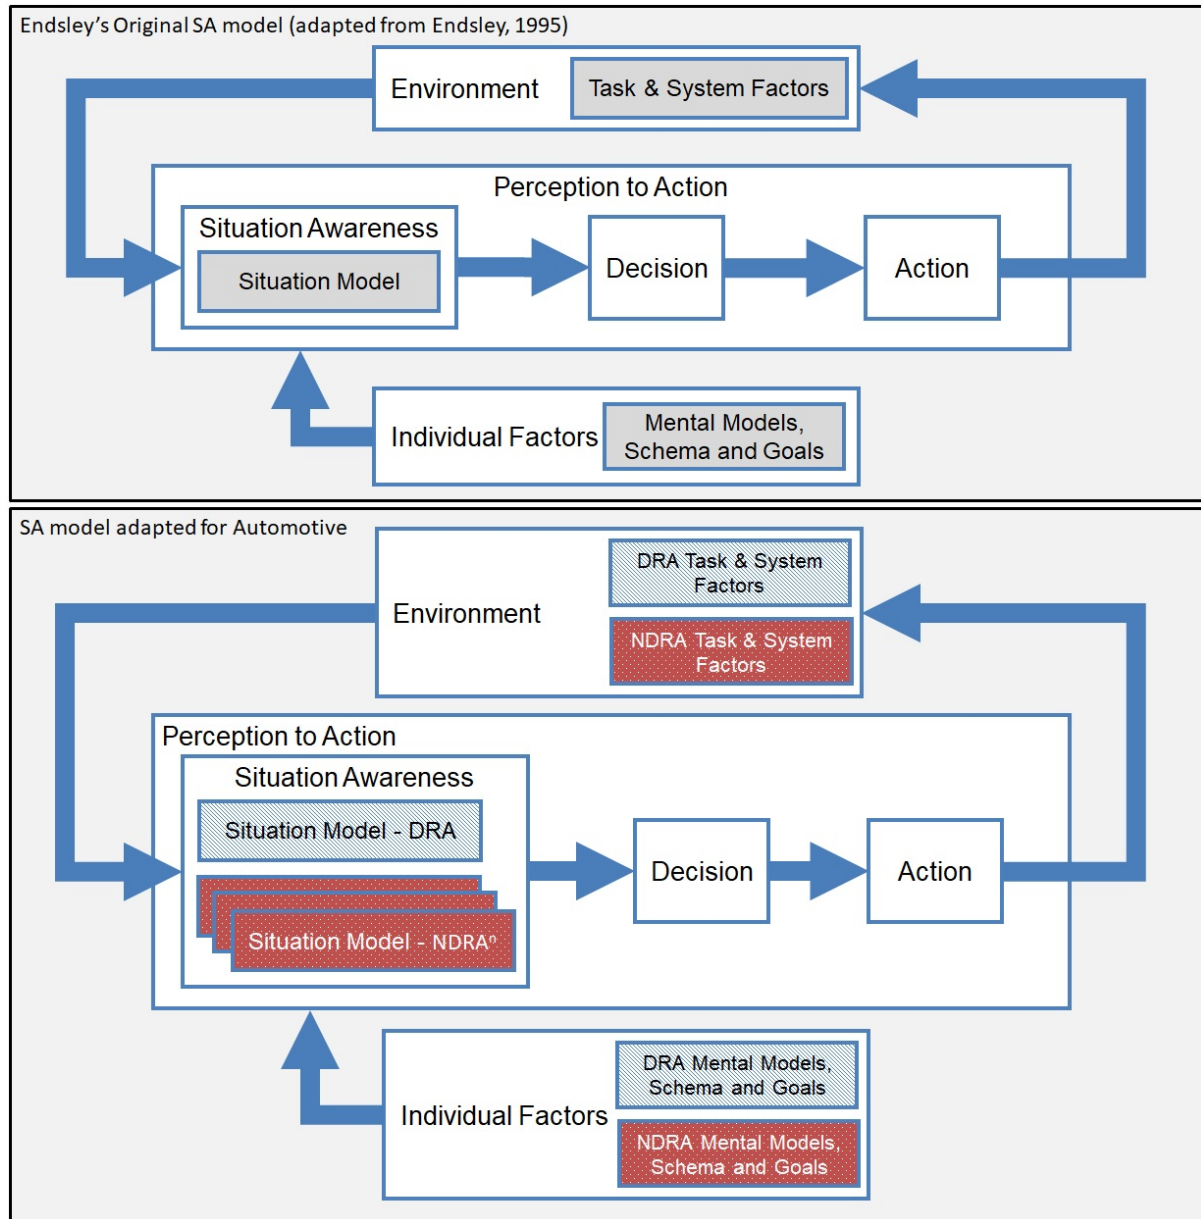 Endsley's Original SA model (adapted from Endsley, 1995)
Environment
Task & System Factors
Perception to Action
Situation Awareness
Situation Model
Decision
Action
Individual Factors
Mental Models,
Schema and Goals
SA model adapted for Automotive
Environment
DRA Task & System
Factors
NDRA Task & System
Factors
Perception to Action
Situation Awareness
Situation Model - DRA
Situation Model - NDRAⁿ
Decision
Action
Individual Factors
DRA Mental Models,
Schema and Goals
NDRA Mental Models,
Schema and Goals